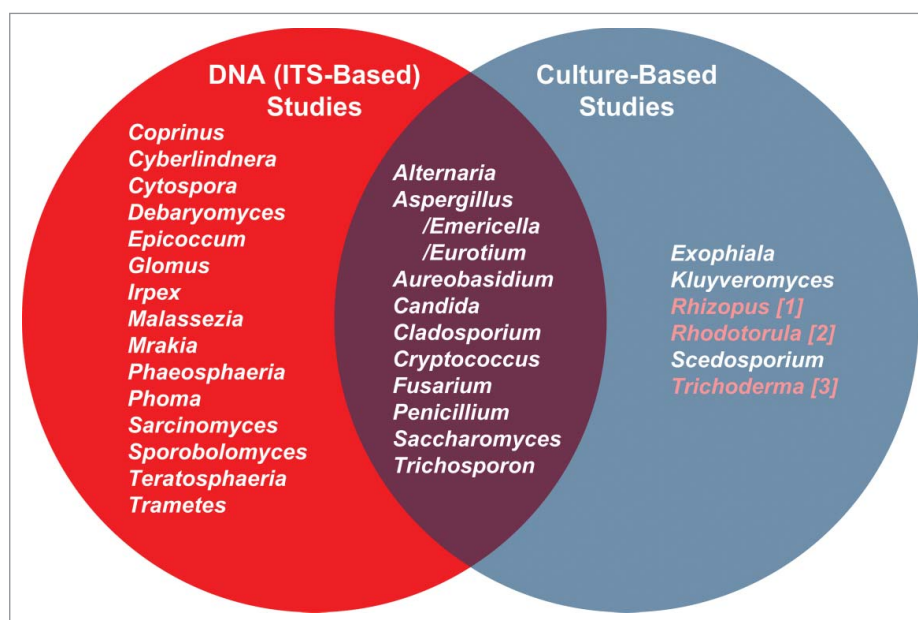 DNA (ITS-Based)
Studies
Coprinus
Cyberlindnera
Cytospora
Debaryomyces
Epicoccum
Glomus
Irpex
Malassezia
Mrakia
Phaeosphaeria
Phoma
Sarcinomyces
Sporobolomyces
Teratosphaeria
Trametes
Alternaria
Aspergillus
/Emericella
/Eurotium
Aureobasidium
Candida
Cladosporium
Cryptococcus
Fusarium
Penicillium
Saccharomyces
Trichosporon
Culture-Based
Studies
Exophiala
Kluyveromyces
Rhizopus [1]
Rhodotorula [2]
Scedosporium
Trichoderma [3]